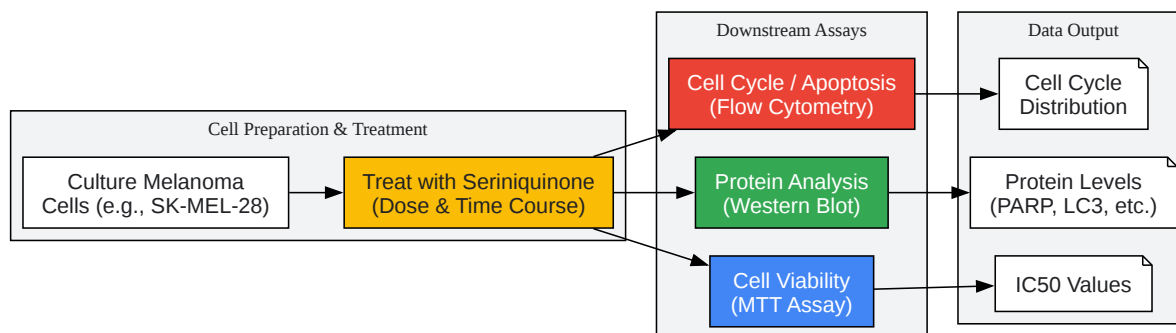 Cell Preparation & Treatment
Culture Melanoma
Cells (e.g., SK-MEL-28)
Treat with Seriniquinone
(Dose & Time Course)
Downstream Assays
Cell Cycle / Apoptosis
(Flow Cytometry)
Protein Analysis
(Western Blot)
Cell Viability
(MTT Assay)
Data Output
Cell Cycle
Distribution
Protein Levels
(PARP, LC3, etc.)
IC50 Values